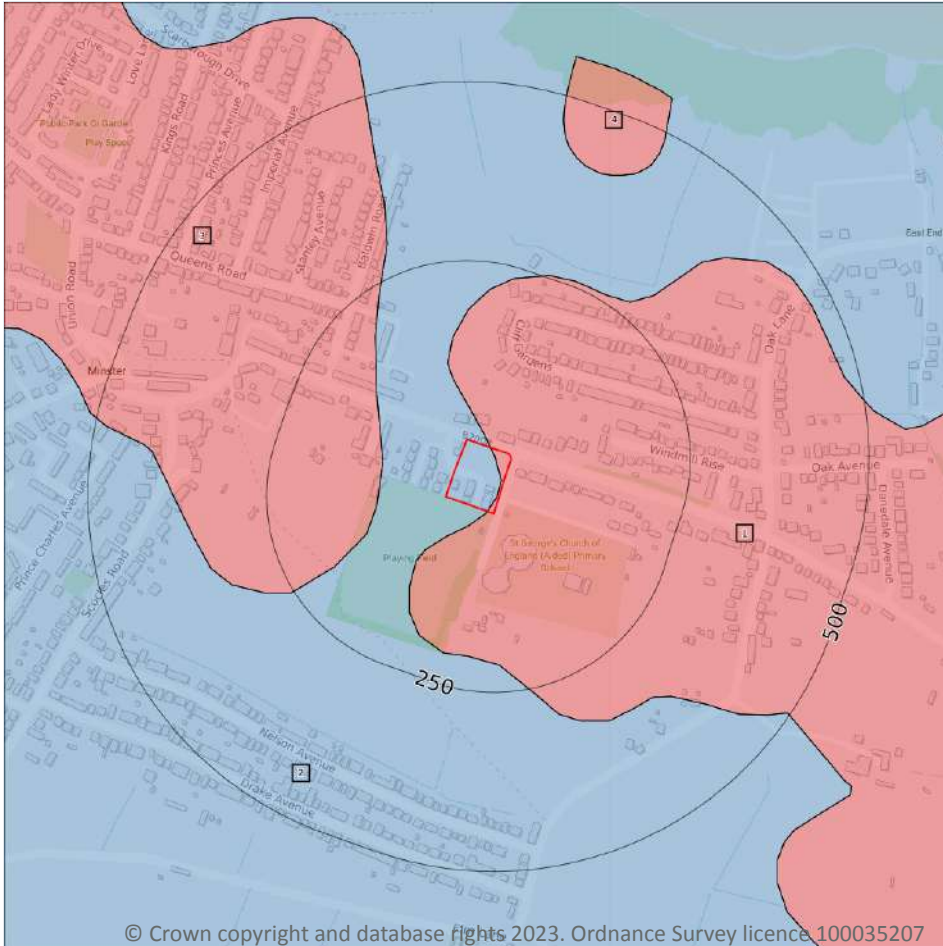 Scarborough Drive
Lady Winter Drive
Love La
Kings Road
Princes Avenue
Imperial Avenue
Public Park Or Garde
Play Space
4
Stanley Avenue
Baldwin Road
3
Queens Road
East End
Union Road
Oak Lane
Cliff Gardens
Minster
Windmill Rise
Oak Avenue
Danedale Avenue
Prince Charles Avenue
1
St George's Church of
England (Aided) Primary
School
Playing Field
Scocles Road
500
250
Nelson Avenue
2
Drake Avenue
© Crown copyright and database rights 2023. Ordnance Survey licence 100035207